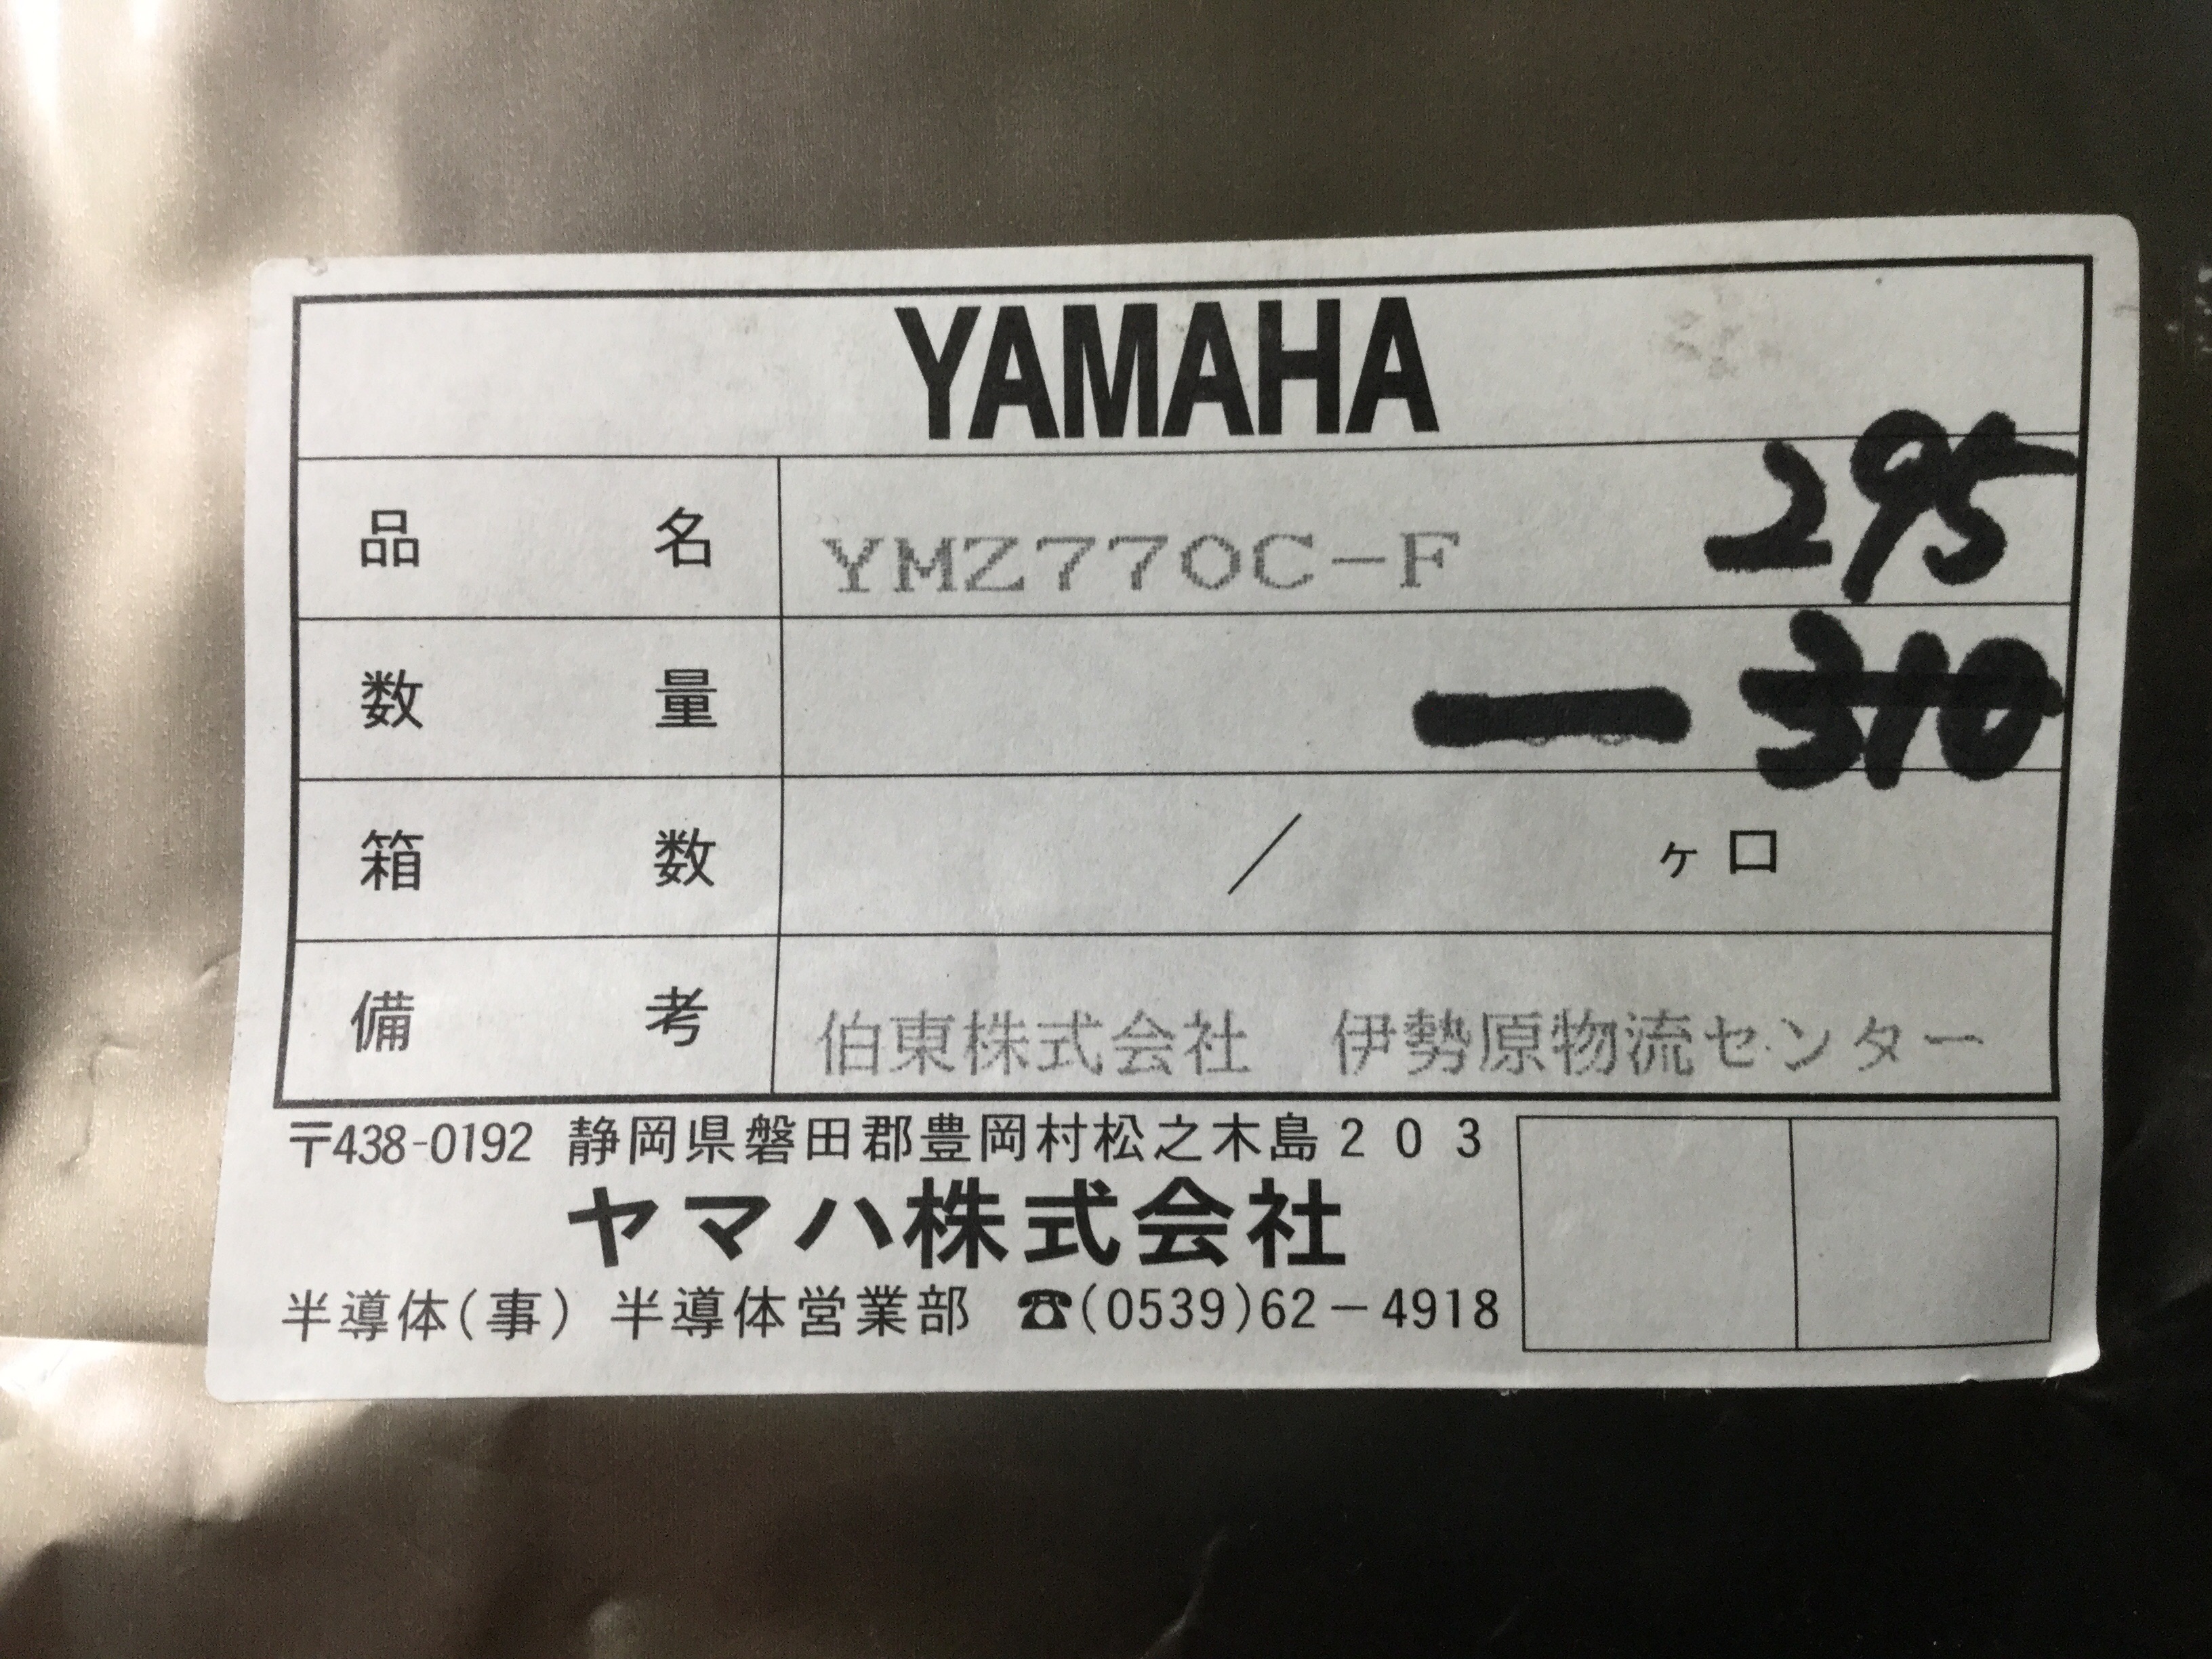 YAMAHA
品名 YMZ770C-F 295
数量 310
箱数 / ヶ口
備考 伯東株式会社 伊勢原物流センター
〒438-0192 静岡県磐田郡豊岡村松之木島203
ヤマハ株式会社
半導体(事) 半導体営業部 ☎(0539)62-4918